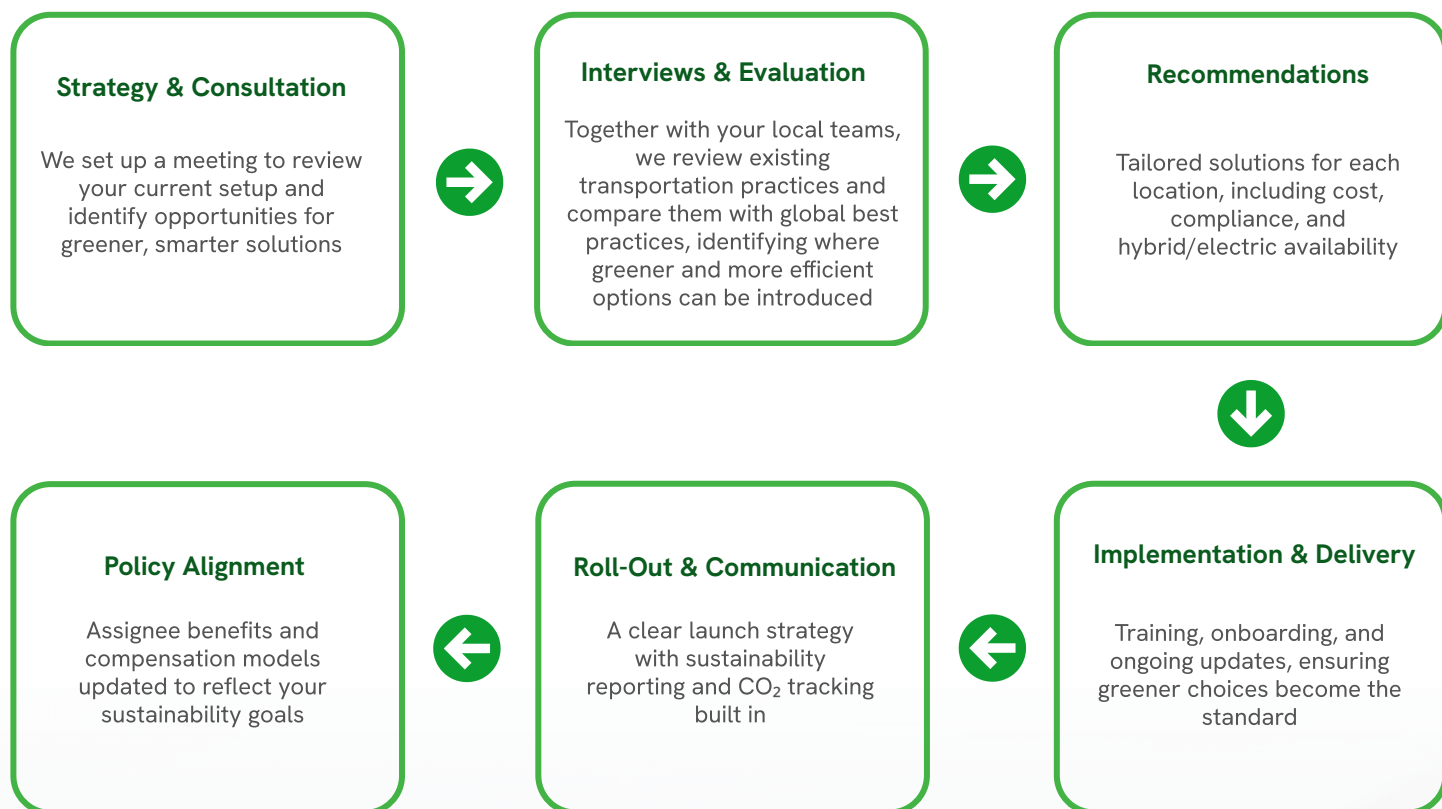 Strategy & Consultation
We set up a meeting to review
your current setup and
identify opportunities for
greener, smarter solutions
Interviews & Evaluation
Together with your local teams,
we review existing
transportation practices and
compare them with global best
practices, identifying where
greener and more efficient
options can be introduced
Recommendations
Tailored solutions for each
location, including cost,
compliance, and
hybrid/electric availability
Implementation & Delivery
Training, onboarding, and
ongoing updates, ensuring
greener choices become the
standard
Roll-Out & Communication
A clear launch strategy
with sustainability
reporting and CO₂ tracking
built in
Policy Alignment
Assignee benefits and
compensation models
updated to reflect your
sustainability goals